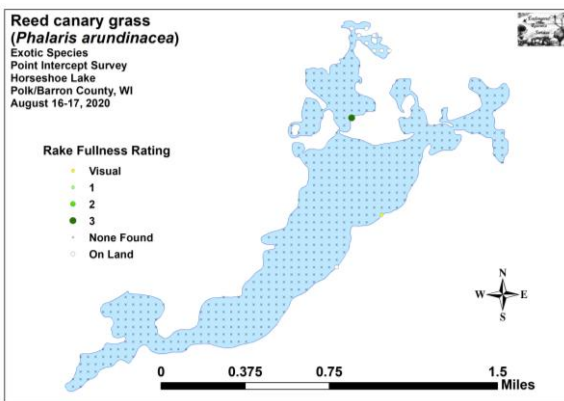 Reed canary grass
(Phalaris arundinacea)
Exotic Species
Point Intercept Survey
Horseshoe Lake
Polk/Barron County, WI
August 16-17, 2020
Rake Fullness Rating
Visual
1
2
3
None Found
On Land
N
W E
S
0 0.375 0.75 1.5
Miles